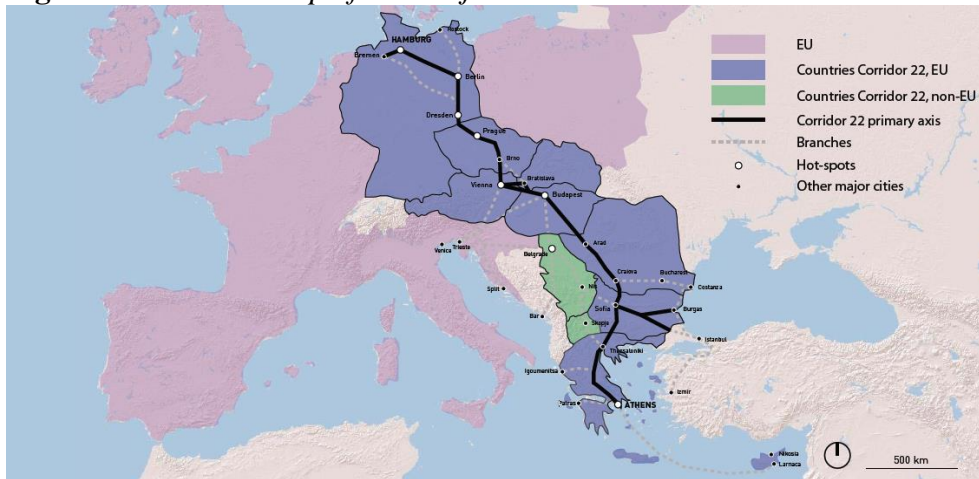 HAMBURG
Rostock
Bremen
Berlin
Dresden
Prague
Brno
Vienna
Bratislava
Budapest
Venice
Trieste
Belgrade
Arad
Craiova
Bucharest
Costanza
Split
Nis
Bar
Sofia
Burgas
Skopje
Istanbul
Thessaloniki
Igoumenitsa
Izmir
Patras
ATHENS
Nikosia
Larnaca
EU
Countries Corridor 22, EU
Countries Corridor 22, non-EU
Corridor 22 primary axis
Branches
Hot-spots
Other major cities
500 km